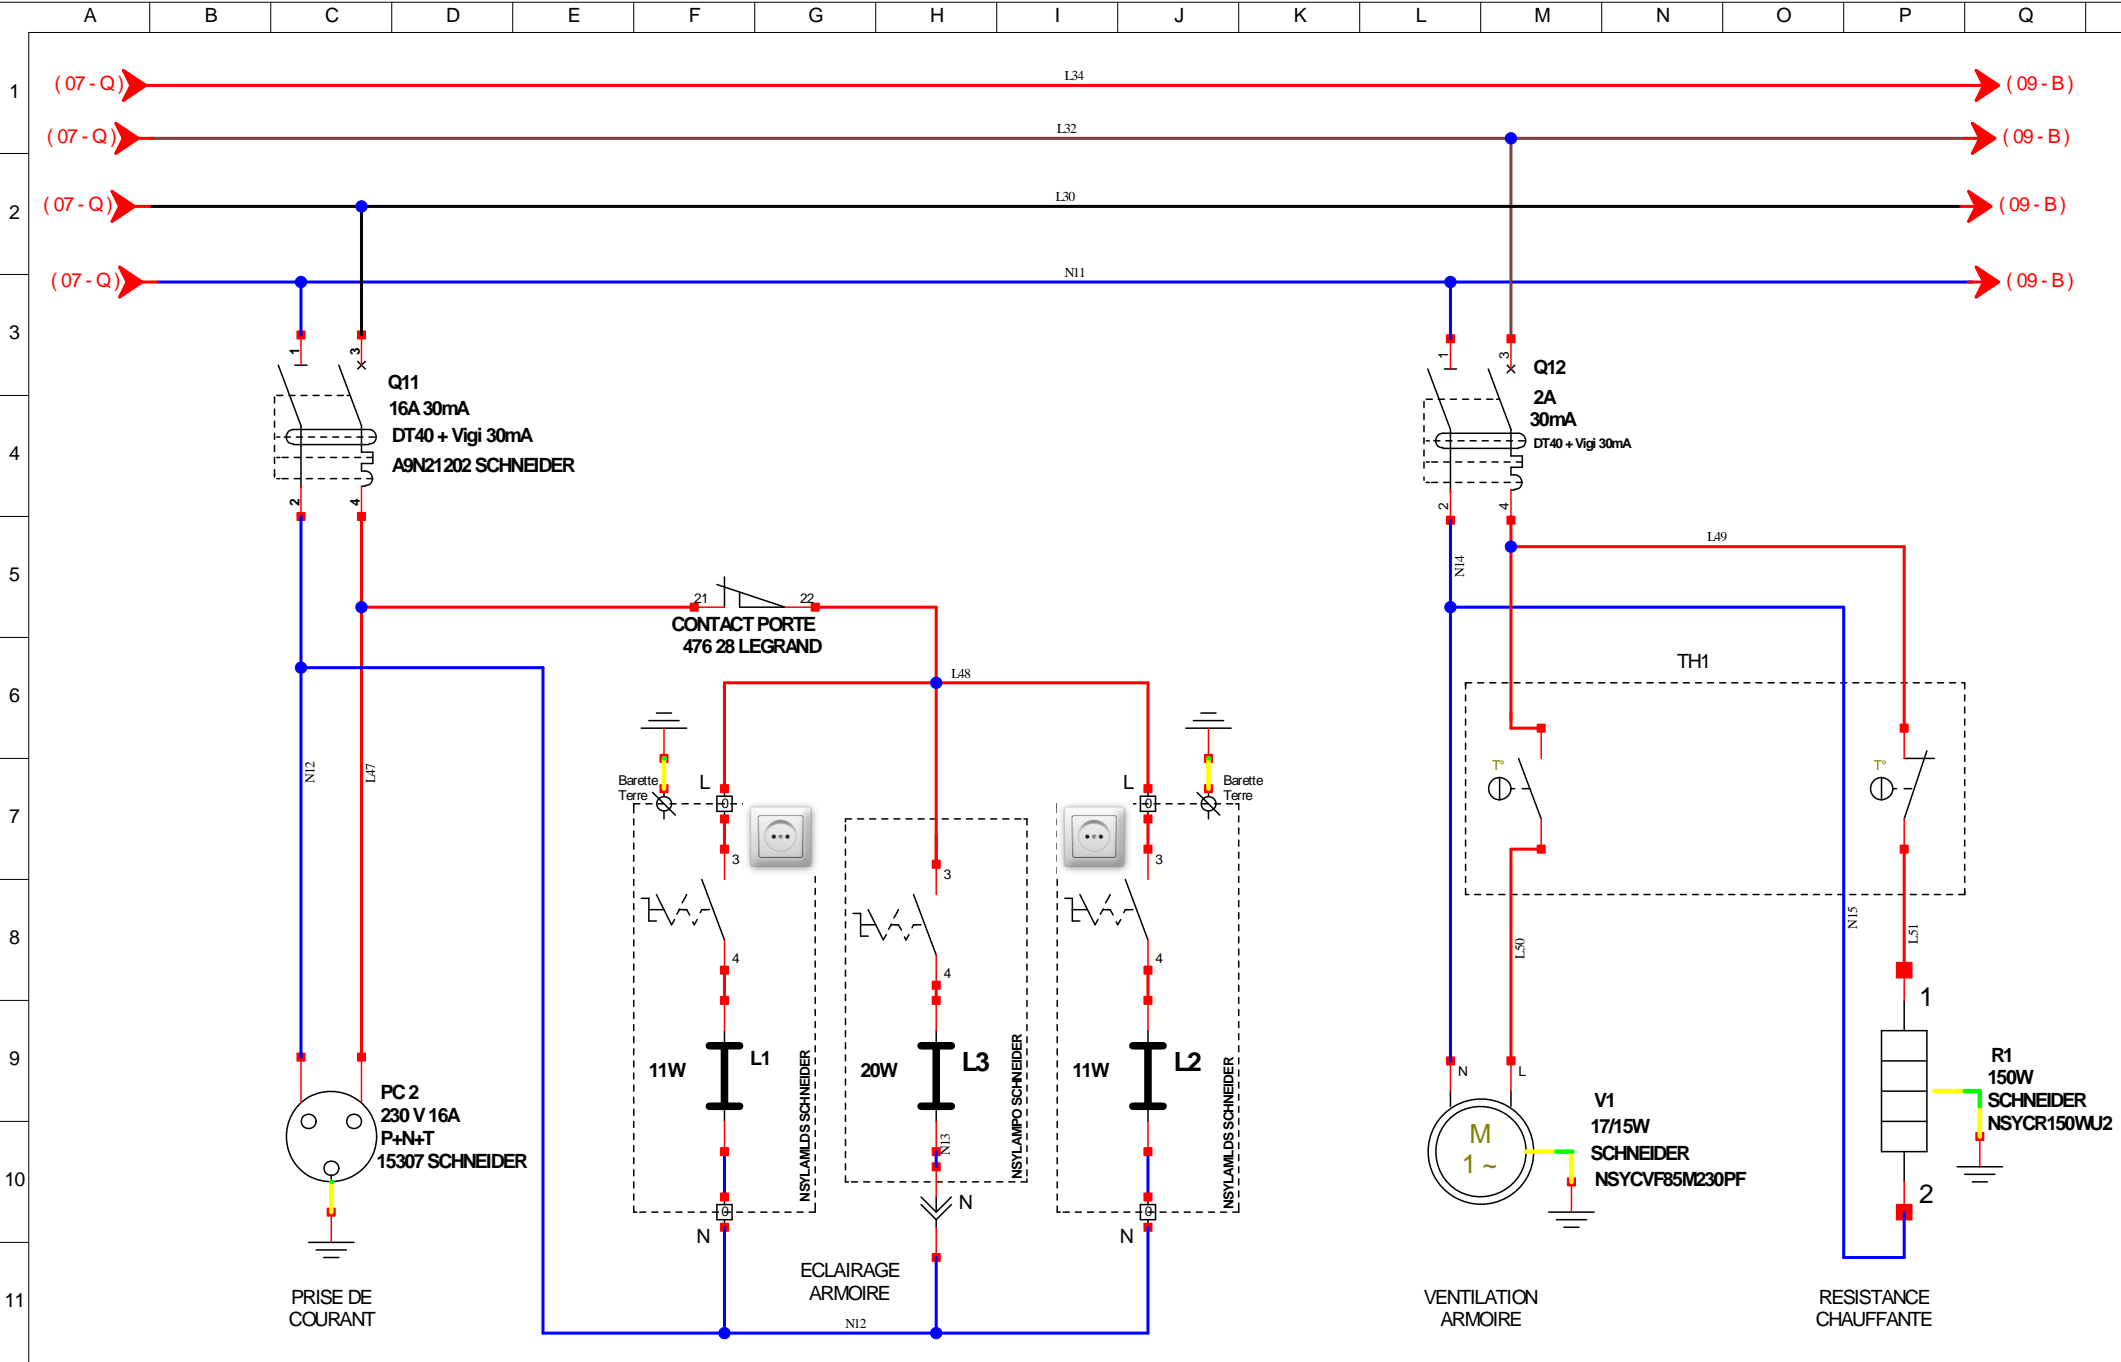 A B C D E F G H I J K L M N O P Q
1
( 07 - Q) L34 ( 09 - B)
( 07 - Q) L32 ( 09 - B)
2
( 07 - Q) L30 ( 09 - B)
( 07 - Q) N11 ( 09 - B)
3
1 3
Q11
16A 30mA
DT40 + Vigi 30mA
A9N21202 SCHNEIDER
2 4
1 3
Q12
2A
30mA
DT40 + Vigi 30mA
2 4
4
5
L49
N14
21 22
CONTACT PORTE
476 28 LEGRAND
L48
TH1
6
N12
L47
Barette
Terre
L
0
L
0
Barette
Terre
T°
T°
7
3
3
3
8
4
4
4
L50
N15
L51
9
11W
L1
NSYLAMLDS SCHNEIDER
20W
L3
NSYLAMPO SCHNEIDER
11W
L2
NSYLAMLDS SCHNEIDER
N13
PC 2
230 V 16A
P+N+T
15307 SCHNEIDER
N L
M
1 ~
V1
17/15W
SCHNEIDER
NSYCVF85M230PF
1
R1
150W
SCHNEIDER
NSYCR150WU2
2
10
0
N
N
0
N
11
PRISE DE
COURANT
ECLAIRAGE
ARMOIRE
N12
VENTILATION
ARMOIRE
RESISTANCE
CHAUFFANTE